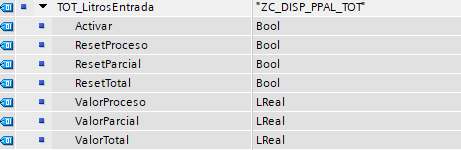 TOT_LitrosEntrada "ZC_DISP_PPAL_TOT"
Activar Bool
ResetProceso Bool
ResetParcial Bool
ResetTotal Bool
ValorProceso LReal
ValorParcial LReal
ValorTotal LReal